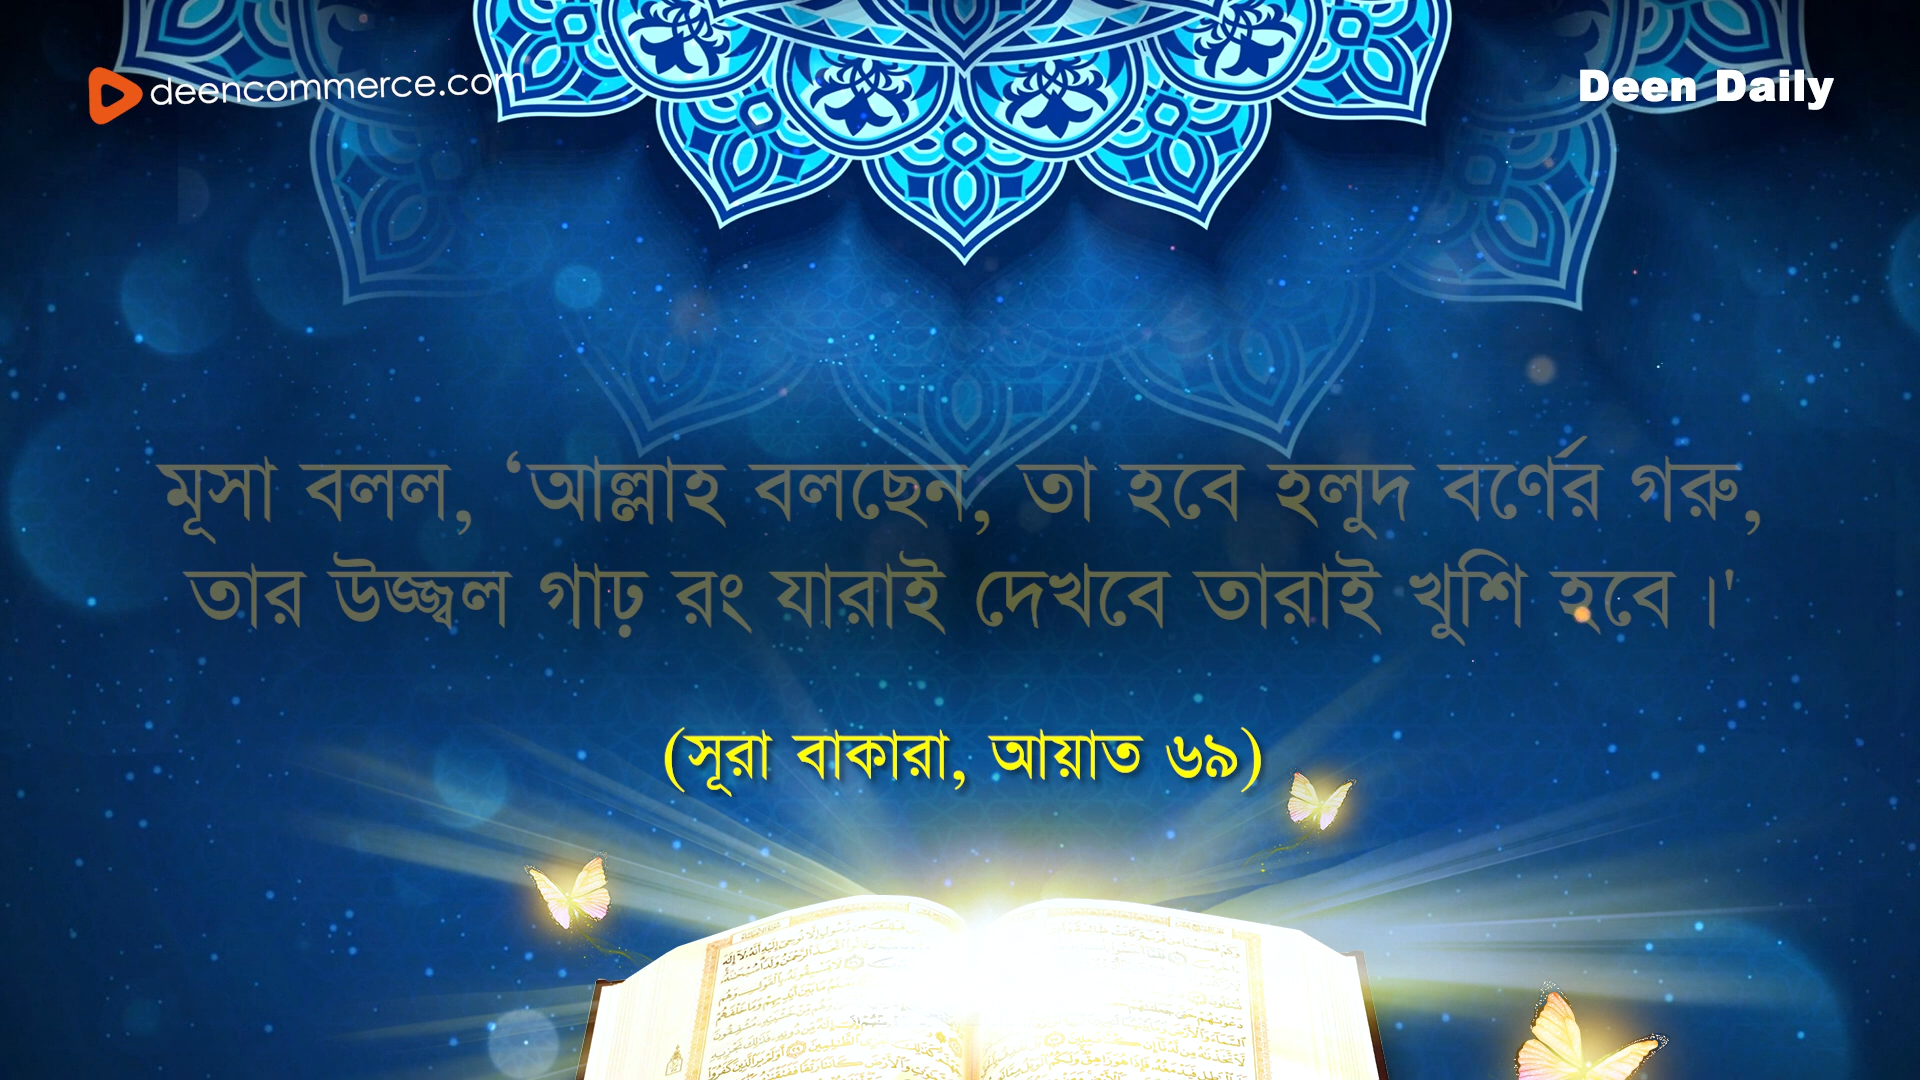 deencommerce.com
Deen Daily
মূসা বলল, ‘আল্লাহ বলছেন, তা হবে হলুদ বর্ণের গরু,
তার উজ্জ্বল গাঢ় রং যারাই দেখবে তারাই খুশি হবে।'
(সূরা বাকারা, আয়াত ৬৯)